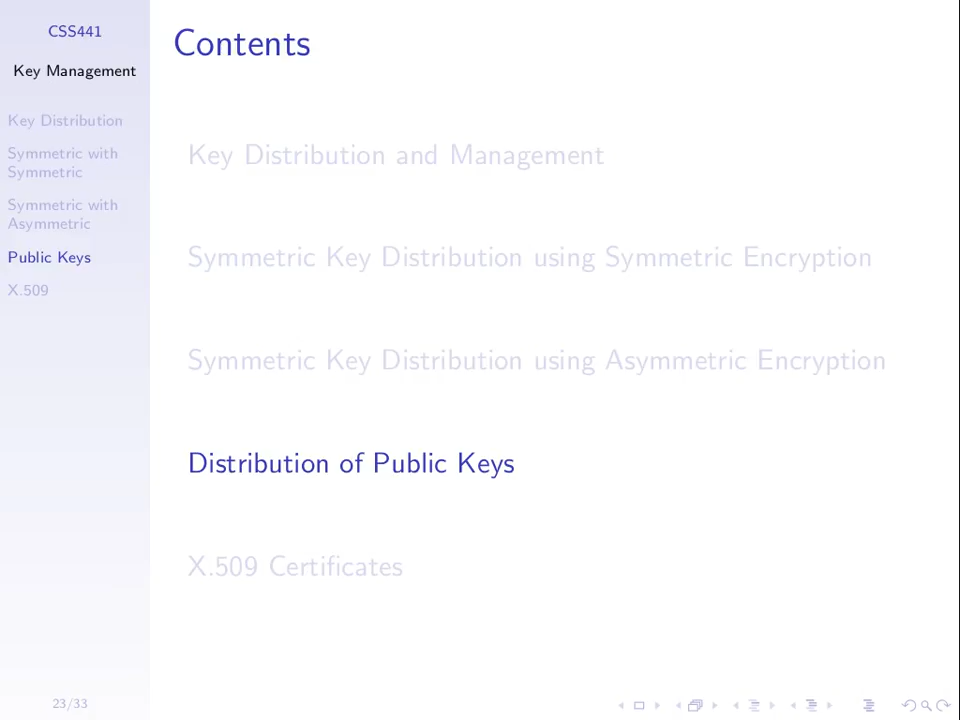 CSS441
Key Management
Key Distribution
Symmetric with
Symmetric
Symmetric with
Asymmetric
Public Keys
X.509
23/33
Contents
Key Distribution and Management
Symmetric Key Distribution using Symmetric Encryption
Symmetric Key Distribution using Asymmetric Encryption
Distribution of Public Keys
X.509 Certificates